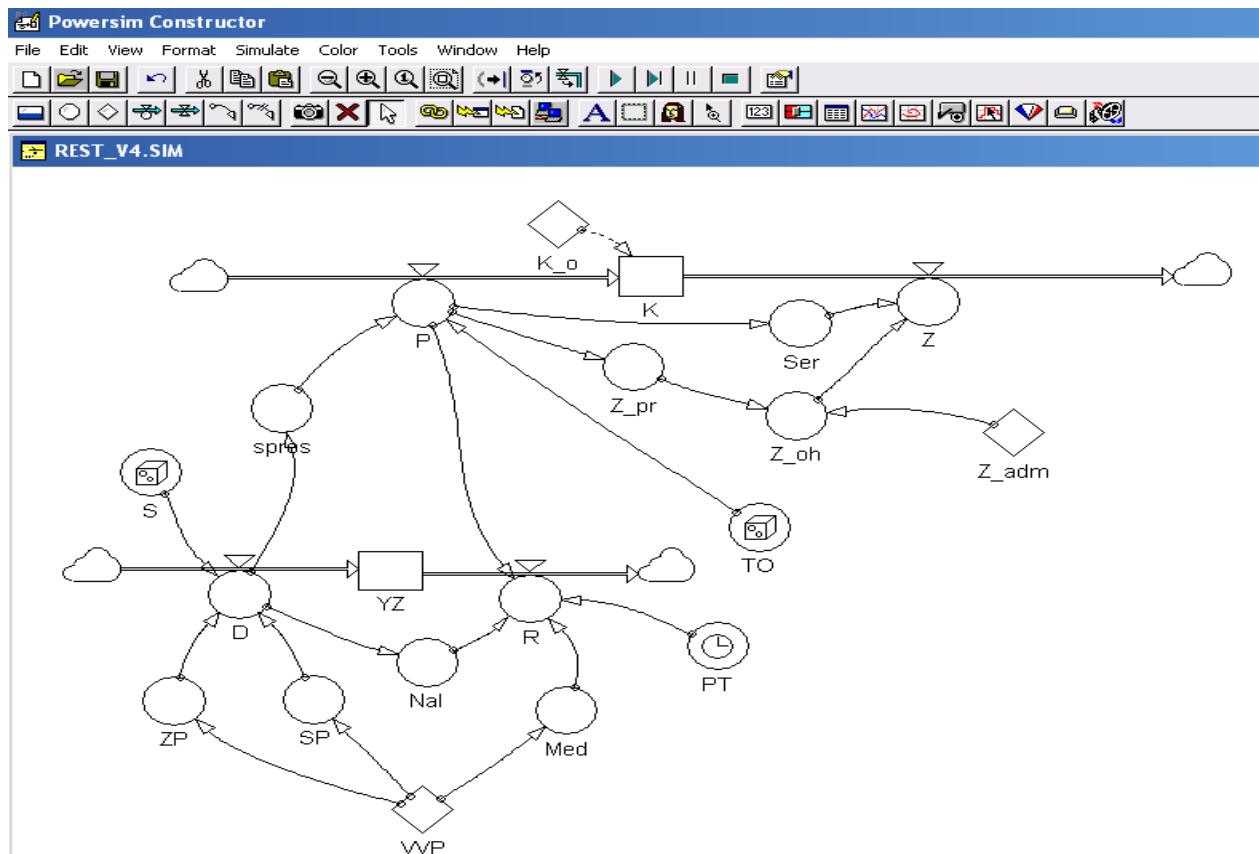 Powersim Constructor
File Edit View Format Simulate Color Tools Window Help
123
REST_V4.SIM
K_o
K
P
Ser
Z
Z_pr
spros
Z_oh
Z_adm
S
TO
YZ
D
R
Nal
PT
ZP
SP
Med
VVP